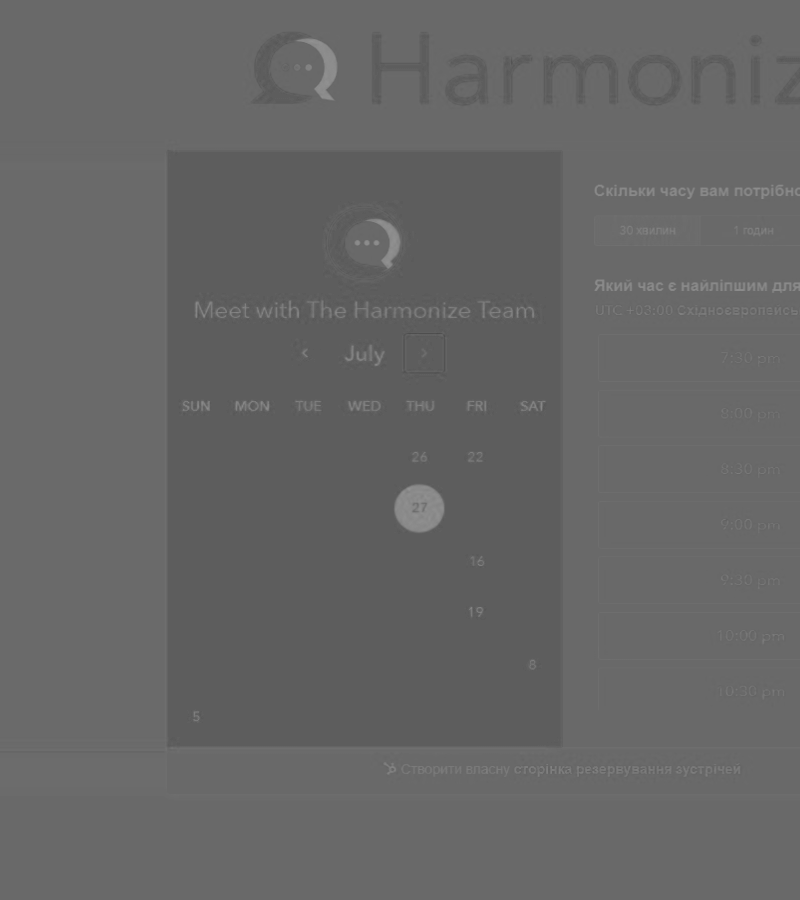 Harmoniz
Meet with The Harmonize Team
July
SUN MON TUE WED THU FRI SAT
26 22
27
16
19
8
5
Скільки часу вам потрібно
30 хвилин 1 годин
Який час є найліпшим для
UTC +03:00 Східноєвропейсь
7:30 pm
8:00 pm
8:30 pm
9:00 pm
9:30 pm
10:00 pm
10:30 pm
Створити власну сторінка резервування зустрічей